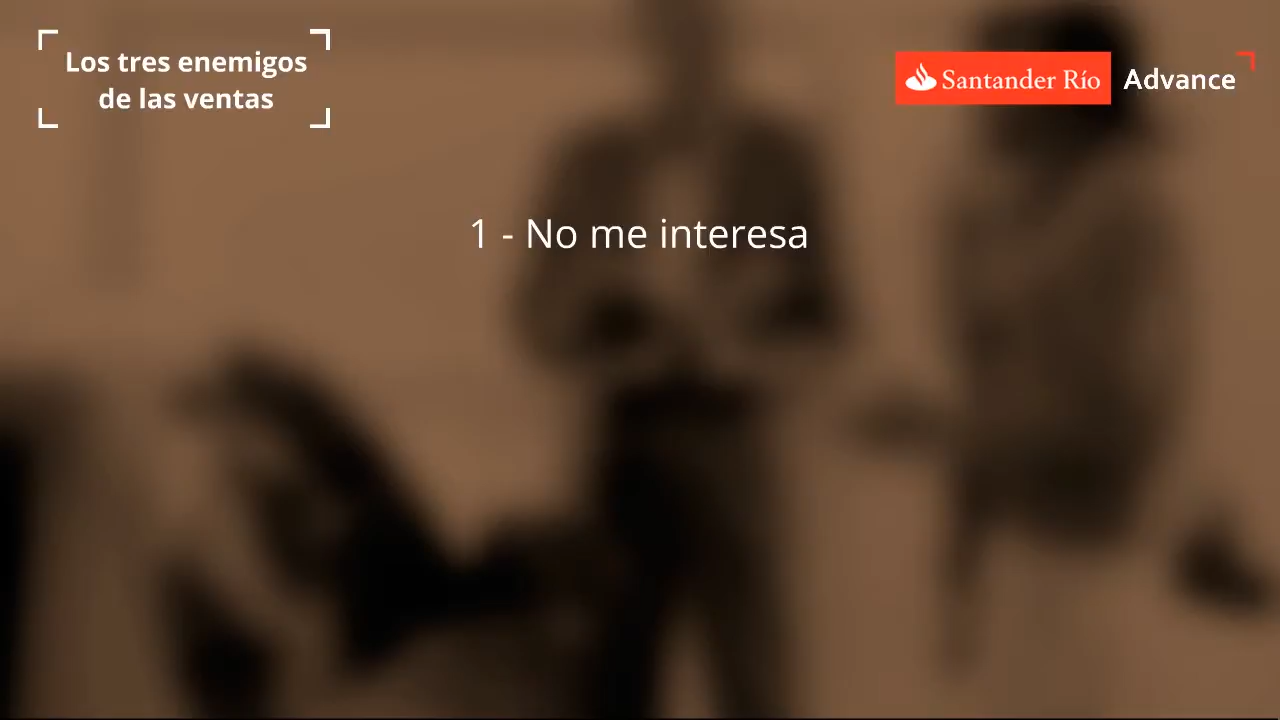 Los tres enemigos
de las ventas
Santander Río Advance
1 - No me interesa